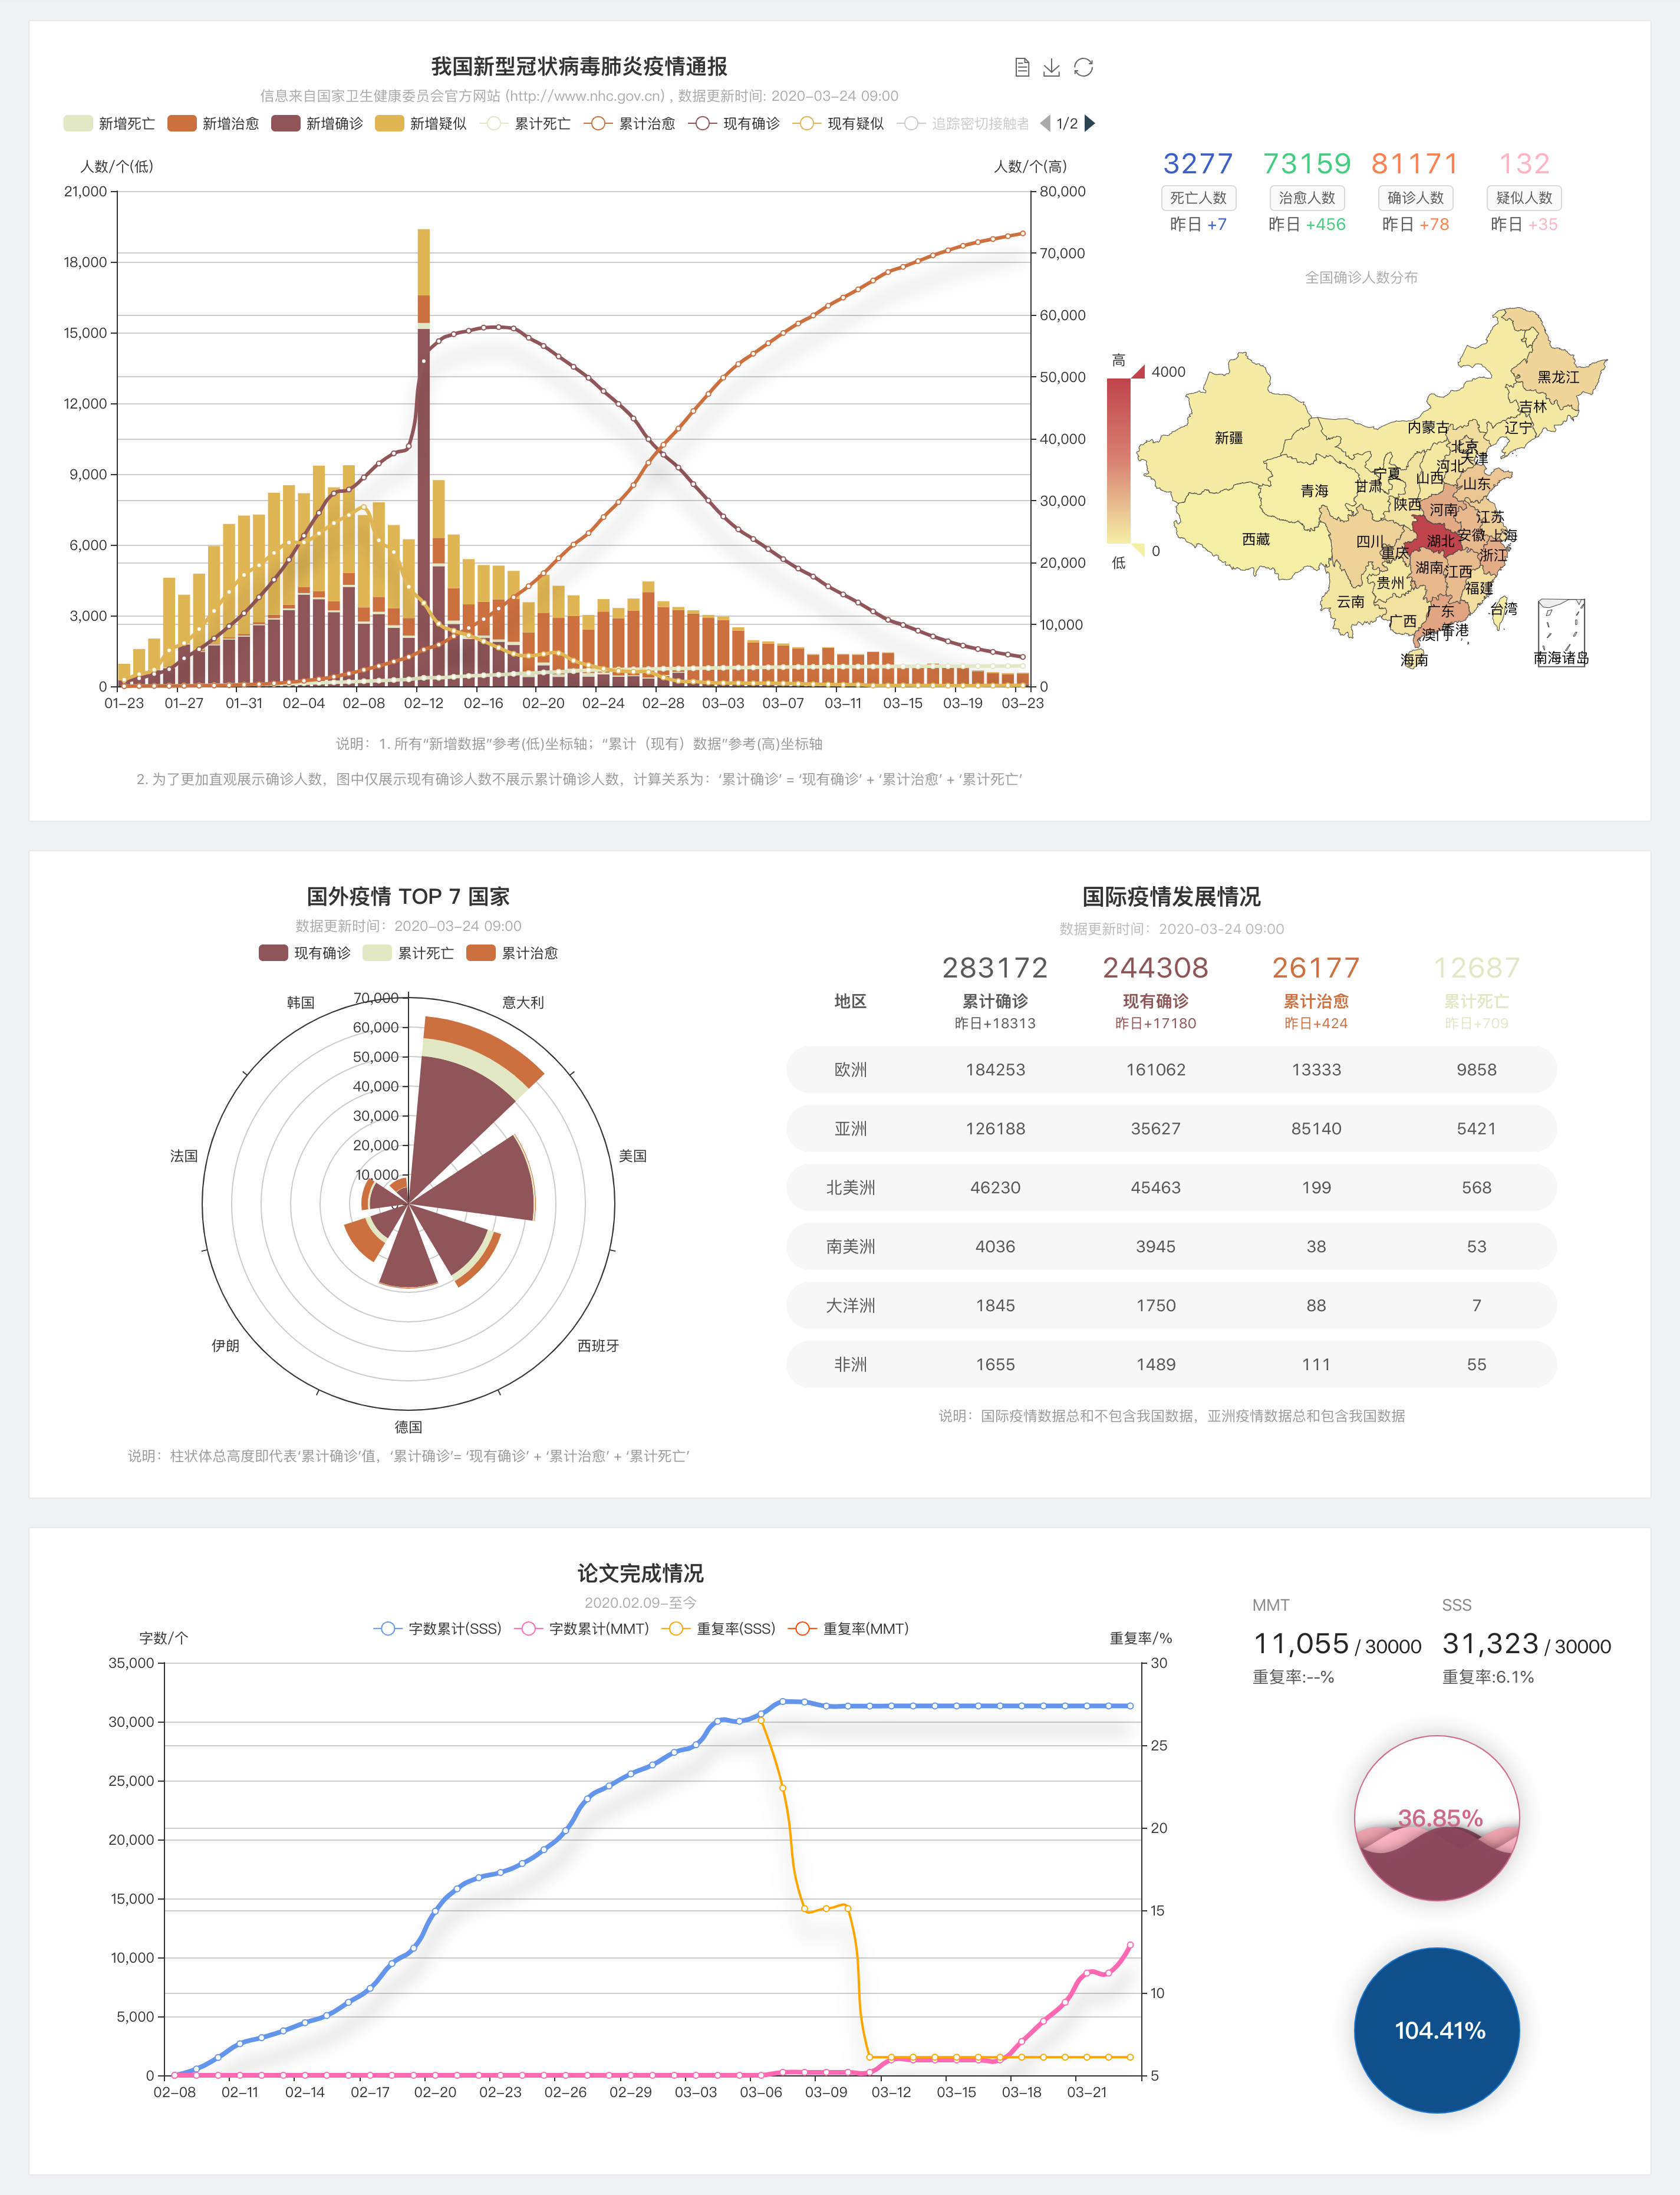 我国新型冠状病毒肺炎疫情通报
信息来自国家卫生健康委员会官方网站 (http://www.nhc.gov.cn) , 数据更新时间: 2020-03-24 09:00
新增死亡 新增治愈 新增确诊 新增疑似 累计死亡 累计治愈 现有确诊 现有疑似 追踪密切接触者 1/2
人数/个(低) 人数/个(高)
21,000
18,000
15,000
12,000
9,000
6,000
3,000
0
80,000
70,000
60,000
50,000
40,000
30,000
20,000
10,000
0
01-23 01-27 01-31 02-04 02-08 02-12 02-16 02-20 02-24 02-28 03-03 03-07 03-11 03-15 03-19 03-23
说明：1. 所有“新增数据”参考(低)坐标轴；“累计（现有）数据”参考(高)坐标轴
2. 为了更加直观展示确诊人数，图中仅展示现有确诊人数不展示累计确诊人数，计算关系为：‘累计确诊’ = ‘现有确诊’ + ‘累计治愈’ + ‘累计死亡’
3277 73159 81171 132
死亡人数 治愈人数 确诊人数 疑似人数
昨日 +7 昨日 +456 昨日 +78 昨日 +35
全国确诊人数分布
高
4000
0
低
黑龙江
吉林
辽宁
内蒙古
新疆
北京
天津
河北
宁夏
山西
山东
甘肃
青海
陕西
河南
江苏
西藏
四川
湖北
安徽
上海
重庆
浙江
湖南
江西
贵州
福建
云南
广东
台湾
广西
香港
澳门
海南
南海诸岛
国外疫情 TOP 7 国家
数据更新时间：2020-03-24 09:00
现有确诊 累计死亡 累计治愈
70,000
60,000
50,000
40,000
30,000
20,000
10,000
0
意大利
美国
西班牙
德国
伊朗
法国
韩国
说明：柱状体总高度即代表‘累计确诊’值，‘累计确诊’= ‘现有确诊’ + ‘累计治愈’ + ‘累计死亡’
国际疫情发展情况
数据更新时间：2020-03-24 09:00
283172 244308 26177 12687
地区 累计确诊 现有确诊 累计治愈 累计死亡
昨日+18313 昨日+17180 昨日+424 昨日+709
欧洲 184253 161062 13333 9858
亚洲 126188 35627 85140 5421
北美洲 46230 45463 199 568
南美洲 4036 3945 38 53
大洋洲 1845 1750 88 7
非洲 1655 1489 111 55
说明：国际疫情数据总和不包含我国数据，亚洲疫情数据总和包含我国数据
论文完成情况
2020.02.09-至今
字数累计(SSS) 字数累计(MMT) 重复率(SSS) 重复率(MMT)
字数/个 重复率/%
35,000
30,000
25,000
20,000
15,000
10,000
5,000
0
30
25
20
15
10
5
02-08 02-11 02-14 02-17 02-20 02-23 02-26 02-29 03-03 03-06 03-09 03-12 03-15 03-18 03-21
MMT SSS
11,055 / 30000 31,323 / 30000
重复率:--% 重复率:6.1%
36.85%
104.41%